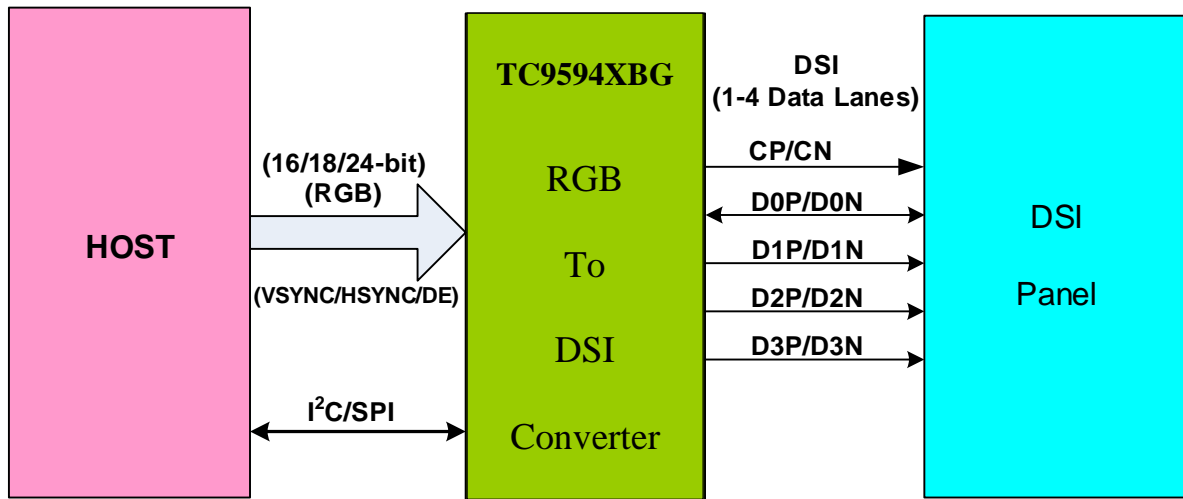 HOST
(16/18/24-bit)
(RGB)
(VSYNC/HSYNC/DE)
I²C/SPI
TC9594XBG
RGB
To
DSI
Converter
DSI
(1-4 Data Lanes)
CP/CN
D0P/D0N
D1P/D1N
D2P/D2N
D3P/D3N
DSI
Panel